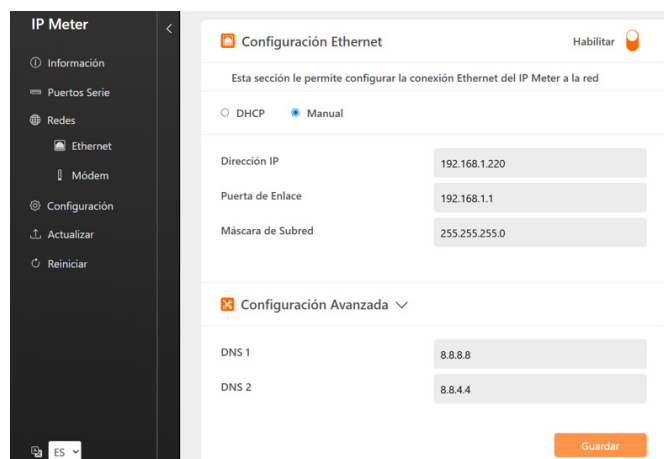 IP Meter
Información
Puertos Serie
Redes
Ethernet
Módem
Configuración
Actualizar
Reiniciar
ES
Configuración Ethernet
Habilitar
Esta sección le permite configurar la conexión Ethernet del IP Meter a la red
DHCP Manual
Dirección IP 192.168.1.220
Puerta de Enlace 192.168.1.1
Máscara de Subred 255.255.255.0
Configuración Avanzada
DNS 1 8.8.8.8
DNS 2 8.8.4.4
Guardar